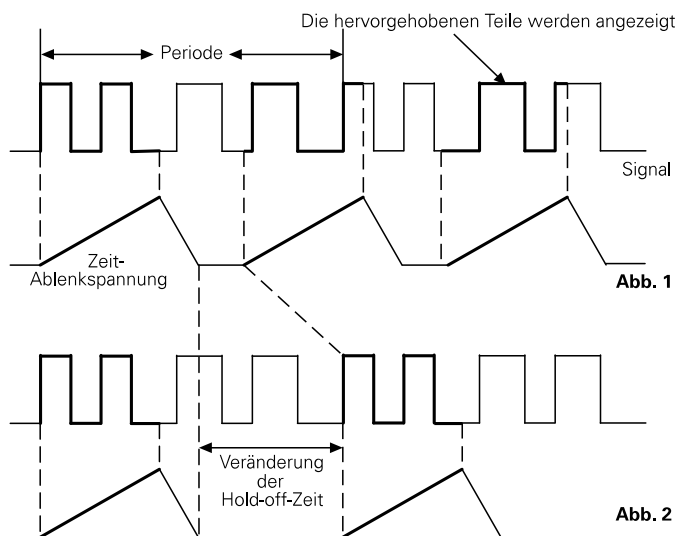 Die hervorgehobenen Teile werden angezeigt
Periode
Signal
Zeit-
Ablenkspannung
Abb. 1
Veränderung
der
Hold-off-Zeit
Abb. 2